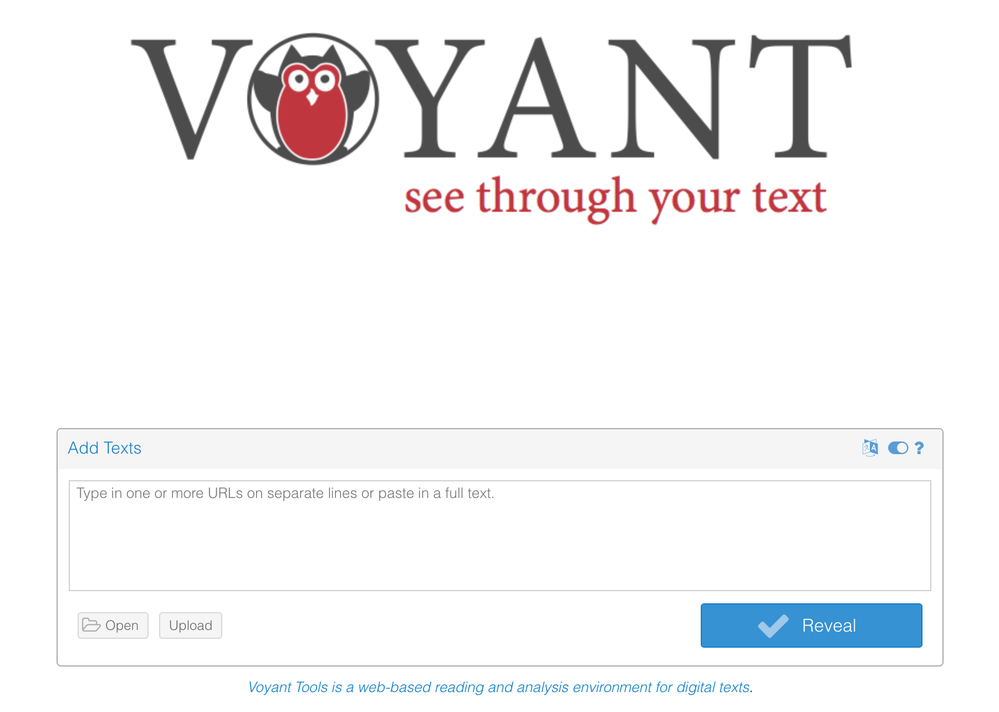 VOYANT
see through your text
Add Texts
?
Type in one or more URLs on separate lines or paste in a full text.
Open
Upload
Reveal
Voyant Tools is a web-based reading and analysis environment for digital texts.